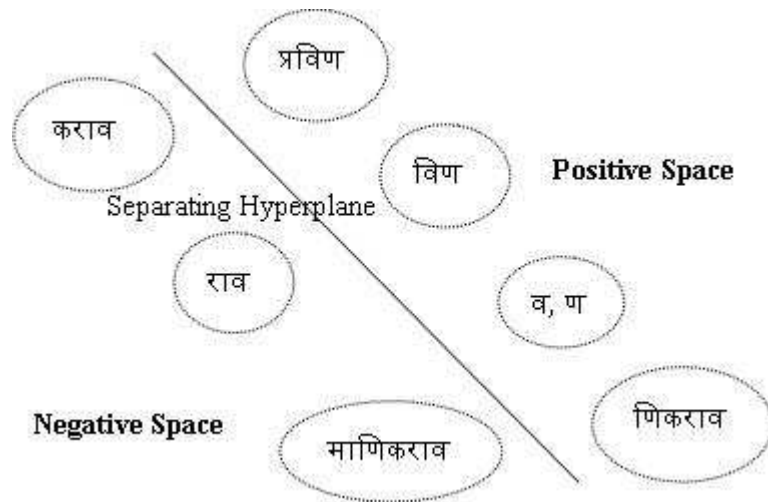 प्रविण
कराव
विण
Positive Space
Separating Hyperplane
राव
व, ण
Negative Space
माणिकराव
णिकराव